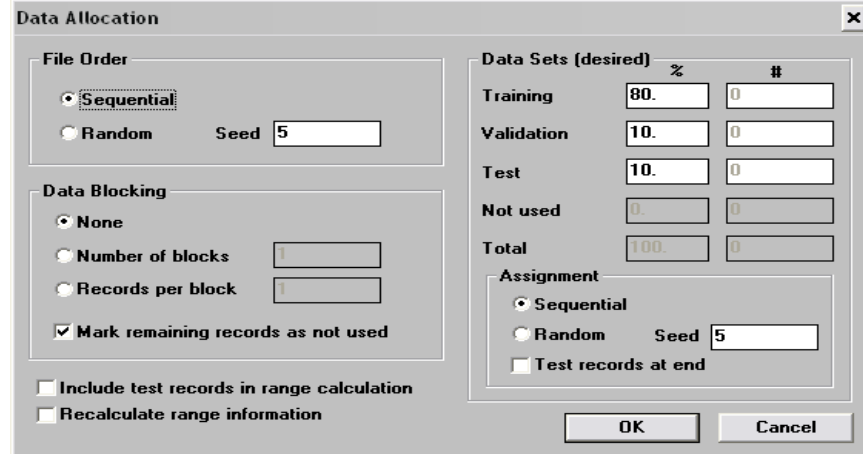 Data Allocation
File Order
Sequential
Random Seed 5
Data Blocking
None
Number of blocks 1
Records per block 1
Mark remaining records as not used
Include test records in range calculation
Recalculate range information
Data Sets (desired)
% #
Training 80. 0
Validation 10. 0
Test 10. 0
Not used 0. 0
Total 100. 0
Assignment
Sequential
Random Seed 5
Test records at end
OK Cancel